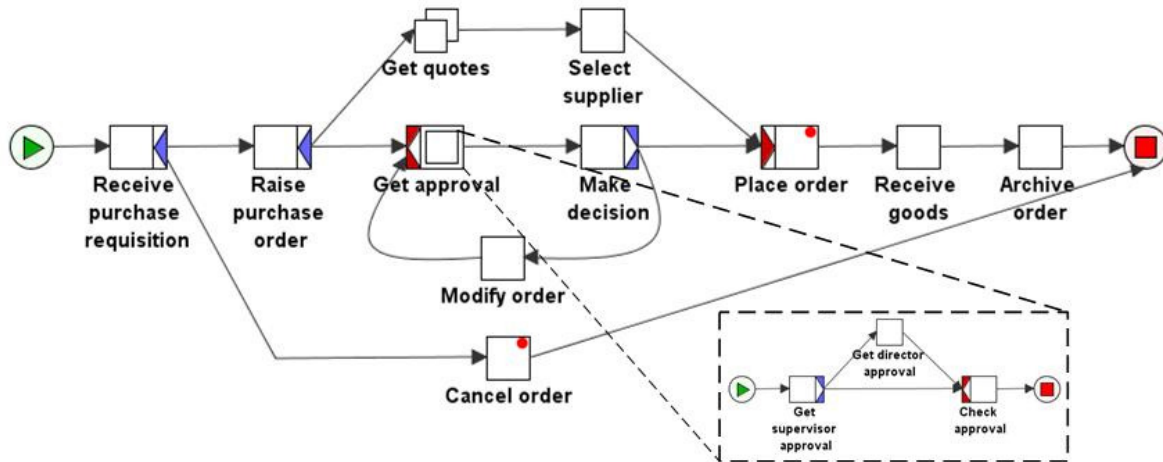 Get quotes
Select
supplier
Receive
purchase
requisition
Raise
purchase
order
Get approval
Make
decision
Place order
Receive
goods
Archive
order
Modify order
Cancel order
Get director
approval
Get
supervisor
approval
Check
approval